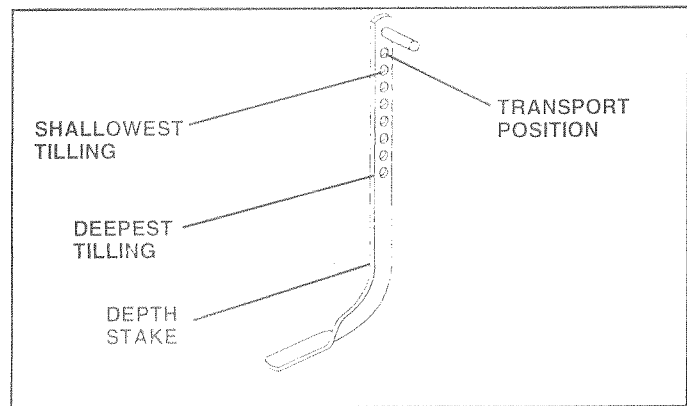 SHALLOWEST
TILLING
TRANSPORT
POSITION
DEEPEST
TILLING
DEPTH
STAKE